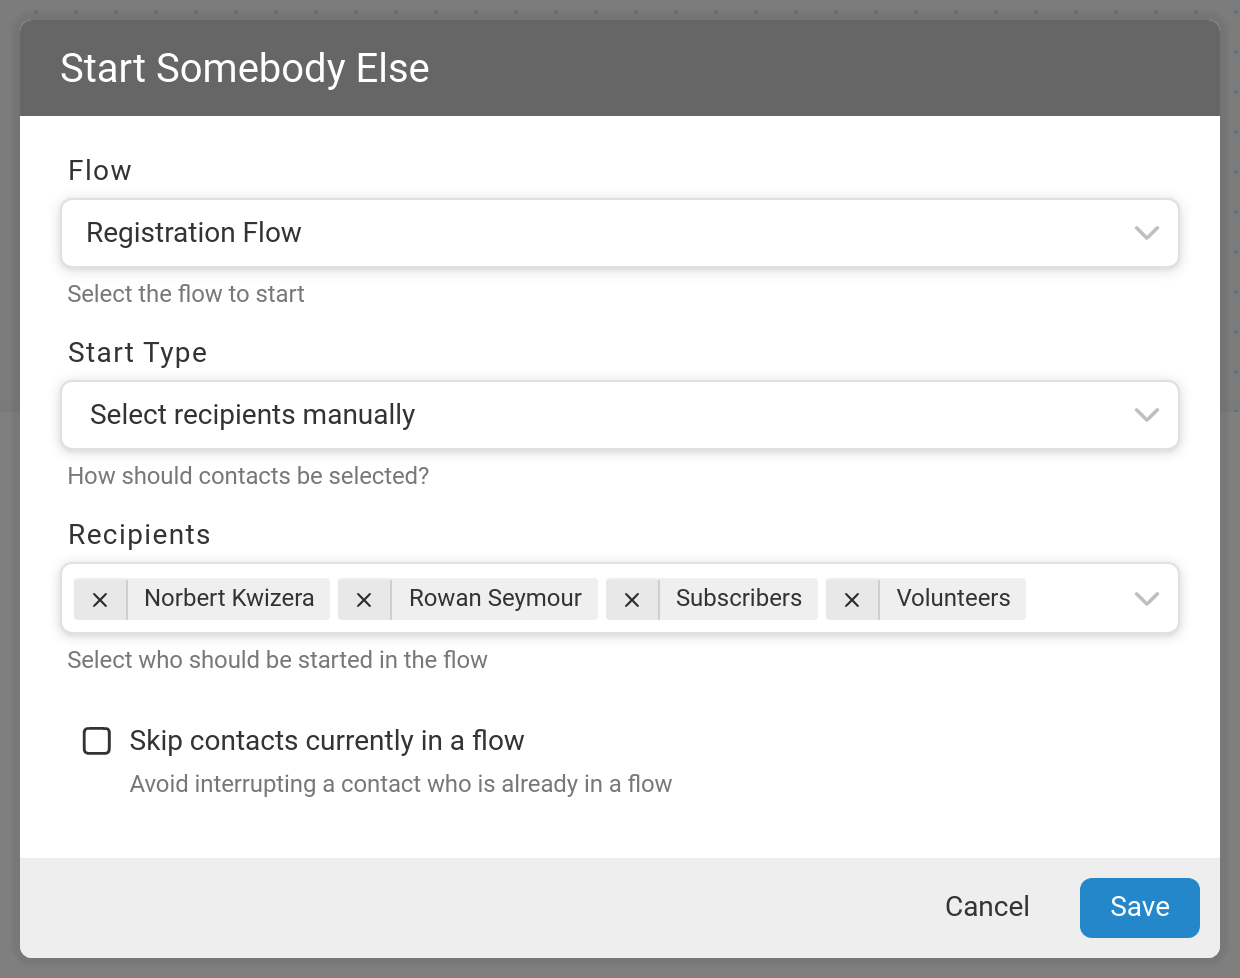 Start Somebody Else
Flow
Registration Flow
Select the flow to start
Start Type
Select recipients manually
How should contacts be selected?
Recipients
Norbert Kwizera Rowan Seymour Subscribers Volunteers
Select who should be started in the flow
Skip contacts currently in a flow
Avoid interrupting a contact who is already in a flow
Cancel Save